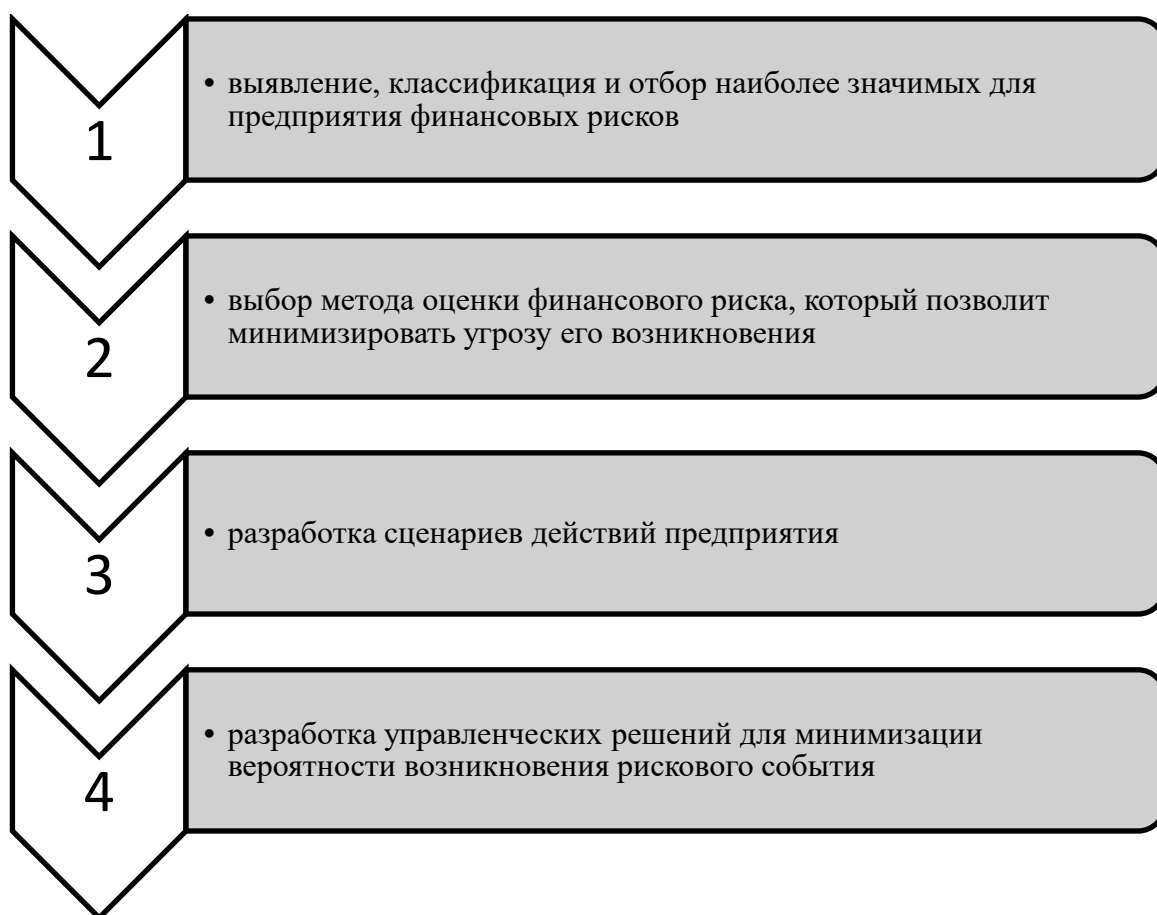 1
• выявление, классификация и отбор наиболее значимых для
предприятия финансовых рисков
2
• выбор метода оценки финансового риска, который позволит
минимизировать угрозу его возникновения
3
• разработка сценариев действий предприятия
4
• разработка управленческих решений для минимизации
вероятности возникновения рискового события